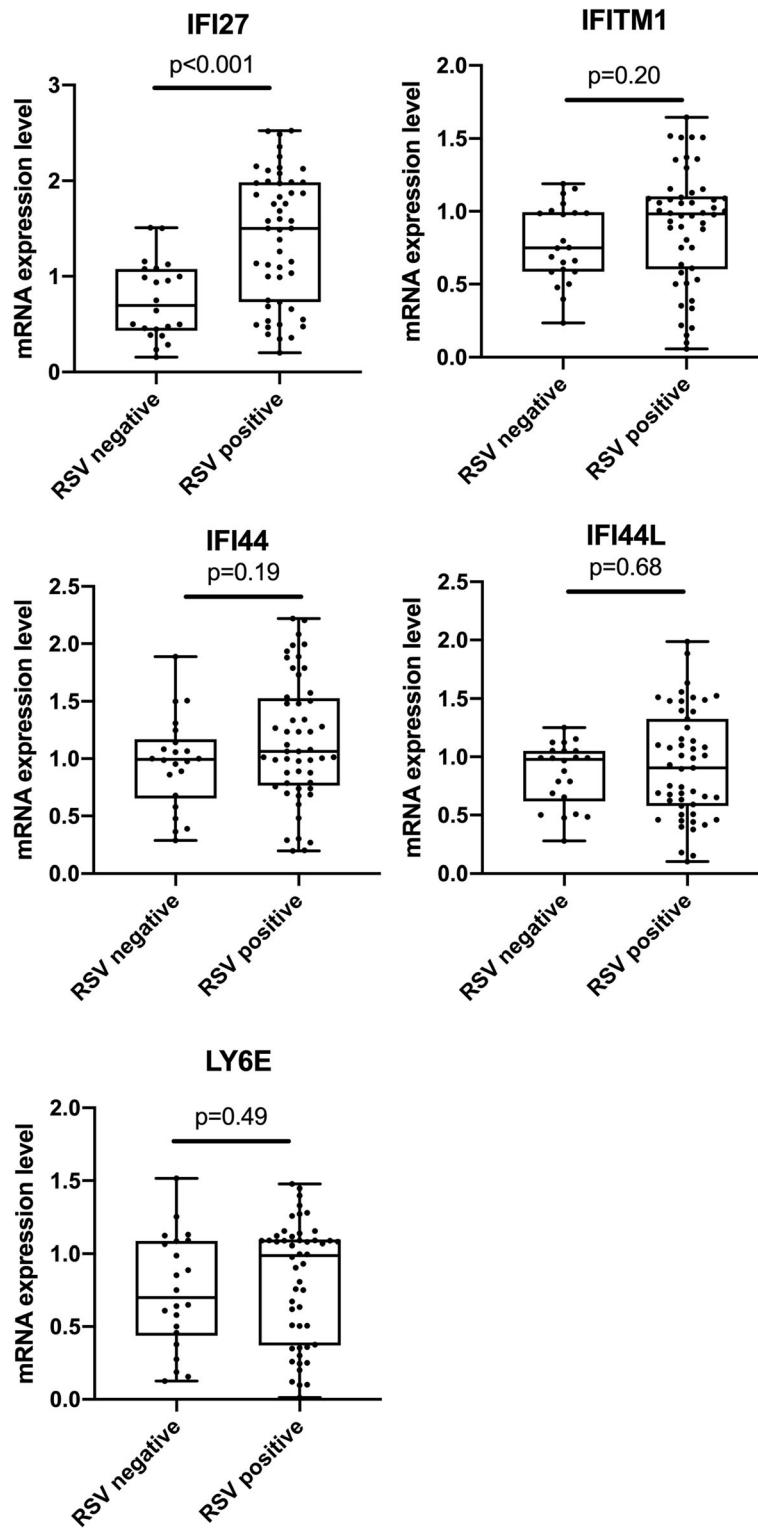 IFI27
p<0.001
mRNA expression level
3
2
1
0
RSV negative
RSV positive
IFITM1
p=0.20
mRNA expression level
2.0
1.5
1.0
0.5
0.0
RSV negative
RSV positive
IFI44
p=0.19
mRNA expression level
2.5
2.0
1.5
1.0
0.5
0.0
RSV negative
RSV positive
IFI44L
p=0.68
mRNA expression level
2.5
2.0
1.5
1.0
0.5
0.0
RSV negative
RSV positive
LY6E
p=0.49
mRNA expression level
2.0
1.5
1.0
0.5
0.0
RSV negative
RSV positive